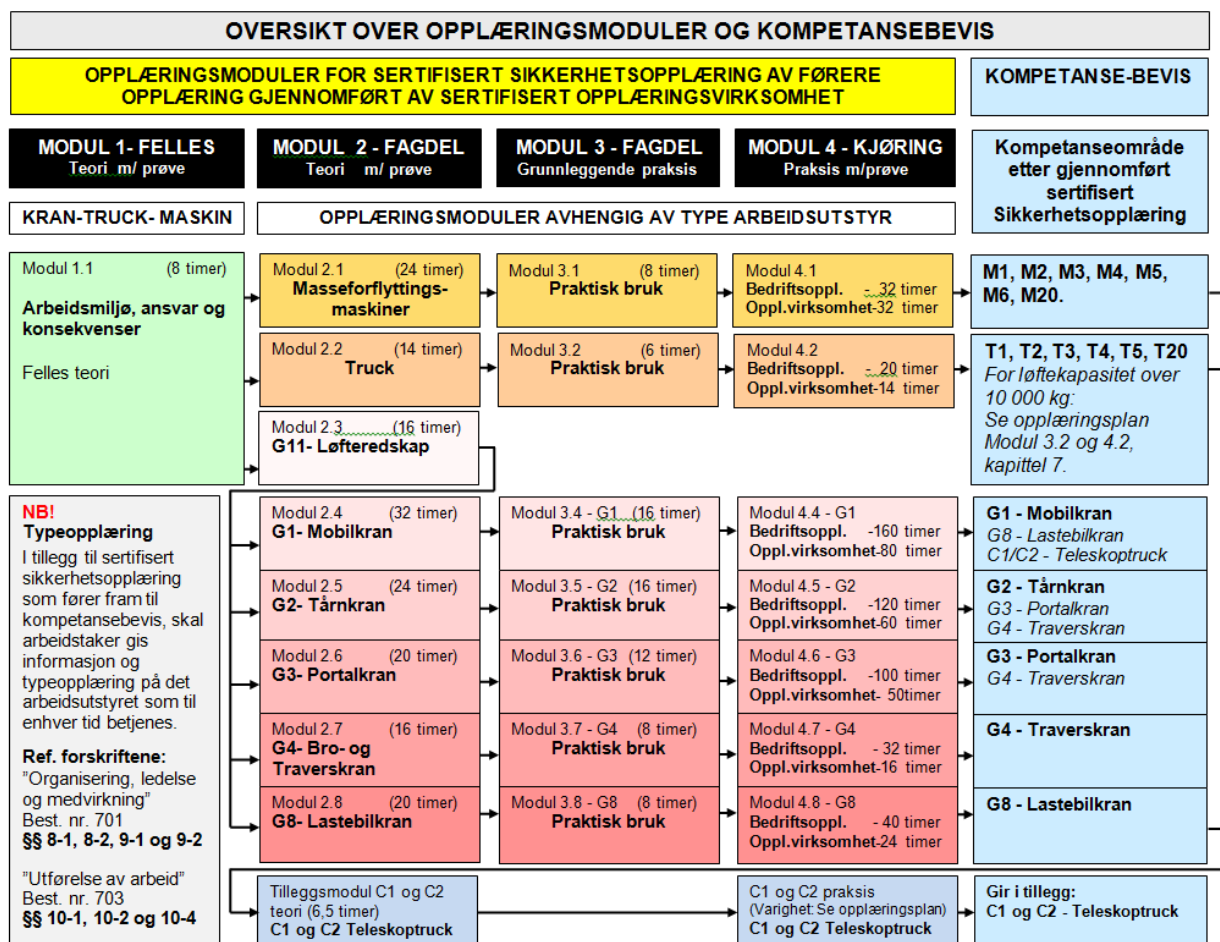 OVERSIKT OVER OPPLÆRINGSMODULER OG KOMPETANSEBEVIS
OPPLÆRINGSMODULER FOR SERTIFISERT SIKKERHETSOPPLÆRING AV FØRERE
OPPLÆRING GJENNOMFØRT AV SERTIFISERT OPPLÆRINGSVIRKSOMHET
KOMPETANSE-BEVIS
MODUL 1- FELLES
Teori m/ prøve
MODUL 2 - FAGDEL
Teori m/ prøve
MODUL 3 - FAGDEL
Grunnleggende praksis
MODUL 4 - KJØRING
Praksis m/prøve
Kompetanseområde
etter gjennomført
sertifisert
Sikkerhetsopplæring
KRAN-TRUCK- MASKIN
OPPLÆRINGSMODULER AVHENGIG AV TYPE ARBEIDSUTSTYR
Modul 1.1 (8 timer)
Arbeidsmiljø, ansvar og
konsekvenser
Felles teori
Modul 2.1 (24 timer)
Masseforflyttings-
maskiner
Modul 3.1 (8 timer)
Praktisk bruk
Modul 4.1
Bedriftsoppl. - 32 timer
Oppl.virksomhet-32 timer
M1, M2, M3, M4, M5,
M6, M20.
Modul 2.2 (14 timer)
Truck
Modul 3.2 (6 timer)
Praktisk bruk
Modul 4.2
Bedriftsoppl. - 20 timer
Oppl.virksomhet-14 timer
T1, T2, T3, T4, T5, T20
For løftekapasitet over
10 000 kg:
Se opplæringsplan
Modul 3.2 og 4.2,
kapittel 7.
Modul 2.3 (16 timer)
G11- Løfteredskap
NB!
Typeopplæring
I tillegg til sertifisert
sikkerhetsopplæring
som fører fram til
kompetansebevis, skal
arbeidstaker gis
informasjon og
typeopplæring på det
arbeidsutstyret som til
enhver tid betjenes.
Ref. forskriftene:
"Organisering, ledelse
og medvirkning"
Best. nr. 701
§§ 8-1, 8-2, 9-1 og 9-2
"Utførelse av arbeid"
Best. nr. 703
§§ 10-1, 10-2 og 10-4
Modul 2.4 (32 timer)
G1- Mobilkran
Modul 3.4 - G1 (16 timer)
Praktisk bruk
Modul 4.4 - G1
Bedriftsoppl. -160 timer
Oppl.virksomhet-80 timer
G1 - Mobilkran
G8 - Lastebilkran
C1/C2 - Teleskoptruck
Modul 2.5 (24 timer)
G2- Tårnkran
Modul 3.5 - G2 (16 timer)
Praktisk bruk
Modul 4.5 - G2
Bedriftsoppl. -120 timer
Oppl.virksomhet-60 timer
G2 - Tårnkran
G3 - Portalkran
G4 - Traverskran
Modul 2.6 (20 timer)
G3- Portalkran
Modul 3.6 - G3 (12 timer)
Praktisk bruk
Modul 4.6 - G3
Bedriftsoppl. -100 timer
Oppl.virksomhet- 50timer
G3 - Portalkran
G4 - Traverskran
Modul 2.7 (16 timer)
G4- Bro- og
Traverskran
Modul 3.7 - G4 (8 timer)
Praktisk bruk
Modul 4.7 - G4
Bedriftsoppl. - 32 timer
Oppl.virksomhet-16 timer
G4 - Traverskran
Modul 2.8 (20 timer)
G8- Lastebilkran
Modul 3.8 - G8 (8 timer)
Praktisk bruk
Modul 4.8 - G8
Bedriftsoppl. - 40 timer
Oppl.virksomhet-24 timer
G8 - Lastebilkran
Tilleggsmodul C1 og C2
teori (6,5 timer)
C1 og C2 Teleskoptruck
C1 og C2 praksis
(Varighet: Se opplæringsplan)
C1 og C2 Teleskoptruck
Gir i tillegg:
C1 og C2 - Teleskoptruck